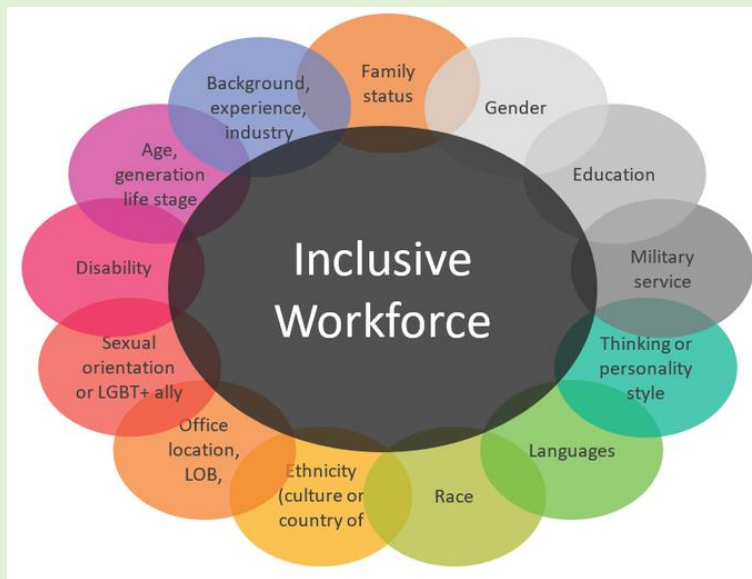 Inclusive
Workforce
Family
status
Gender
Education
Military
service
Thinking or
personality
style
Languages
Race
Ethnicity
(culture or
country of
Office
location,
LOB,
Sexual
orientation
or LGBT+ ally
Disability
Age,
generation
life stage
Background,
experience,
industry